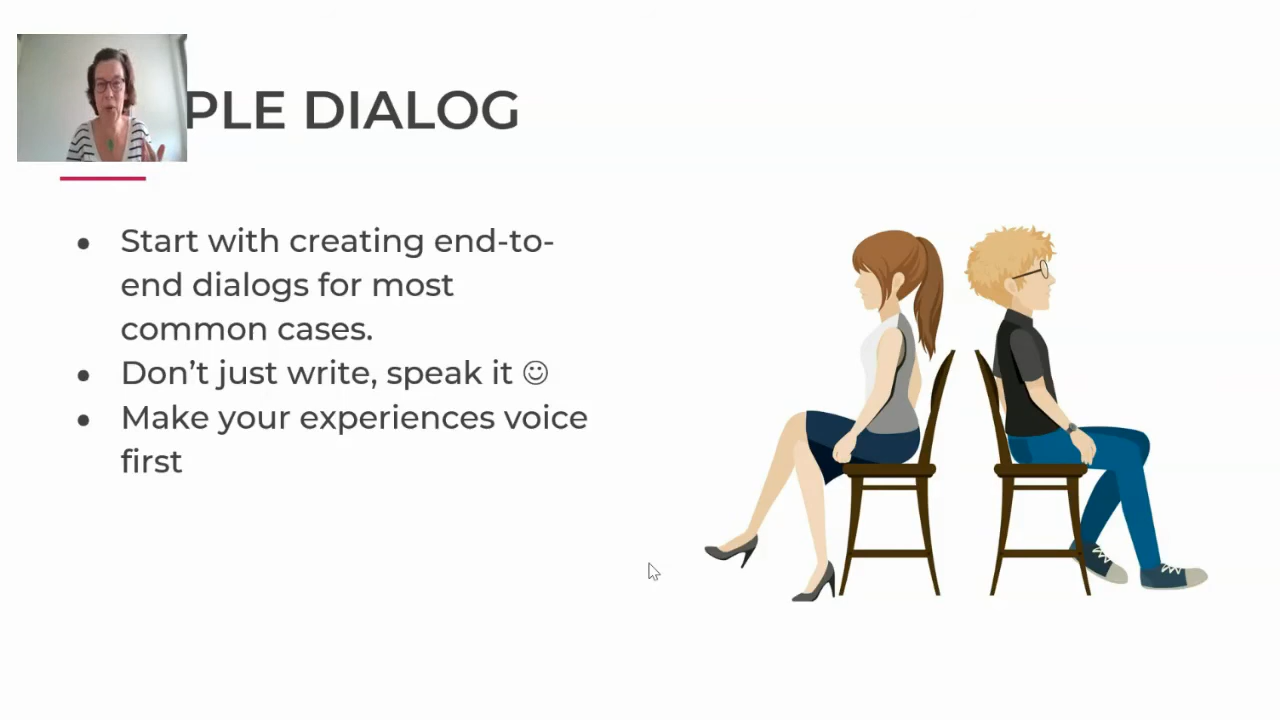 PLE DIALOG
● Start with creating end-to-
end dialogs for most
common cases.
● Don’t just write, speak it ☺
● Make your experiences voice
first